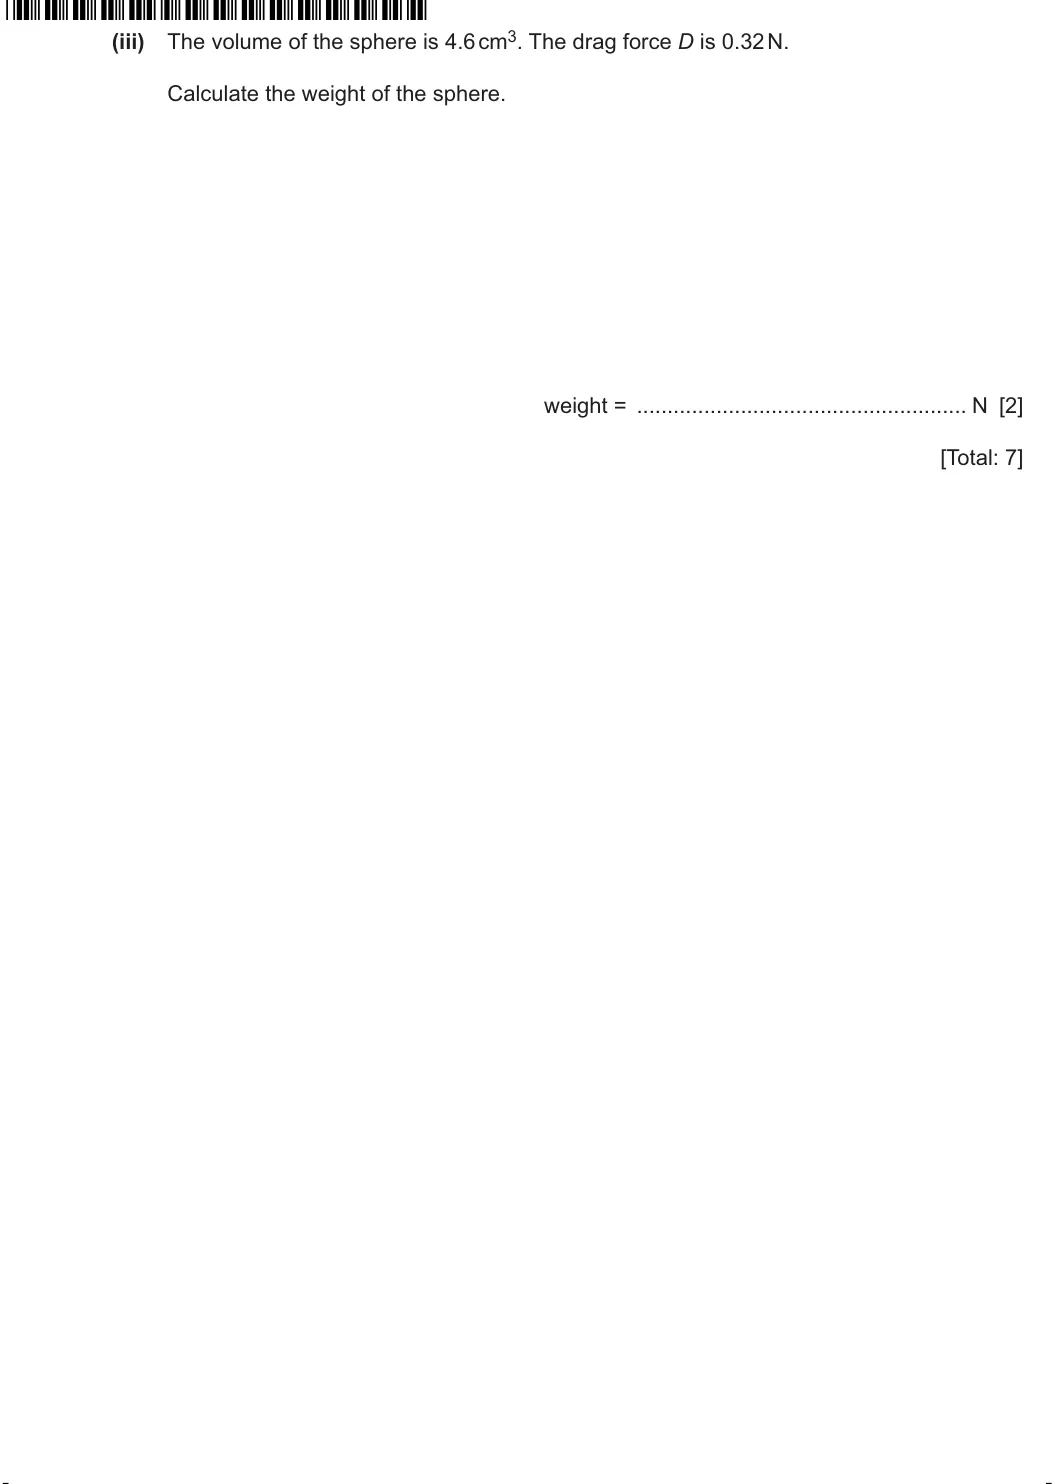 (iii) The volume of the sphere is 4.6 cm³. The drag force D is 0.32 N.
Calculate the weight of the sphere.
weight = ...................................................... N [2]
[Total: 7]